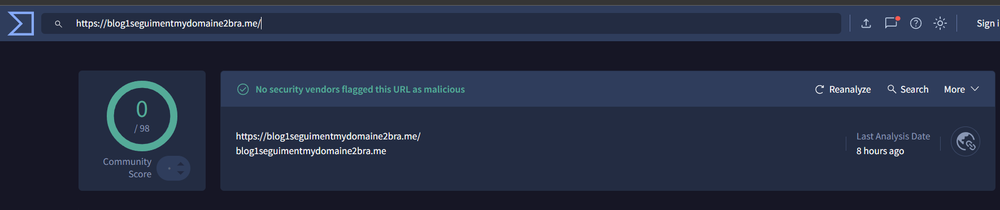 https://blog1seguimentmydomaine2bra.me/
Sign i
0
/ 98
Community
Score
No security vendors flagged this URL as malicious
Reanalyze
Search
More
https://blog1seguimentmydomaine2bra.me/
blog1seguimentmydomaine2bra.me
Last Analysis Date
8 hours ago